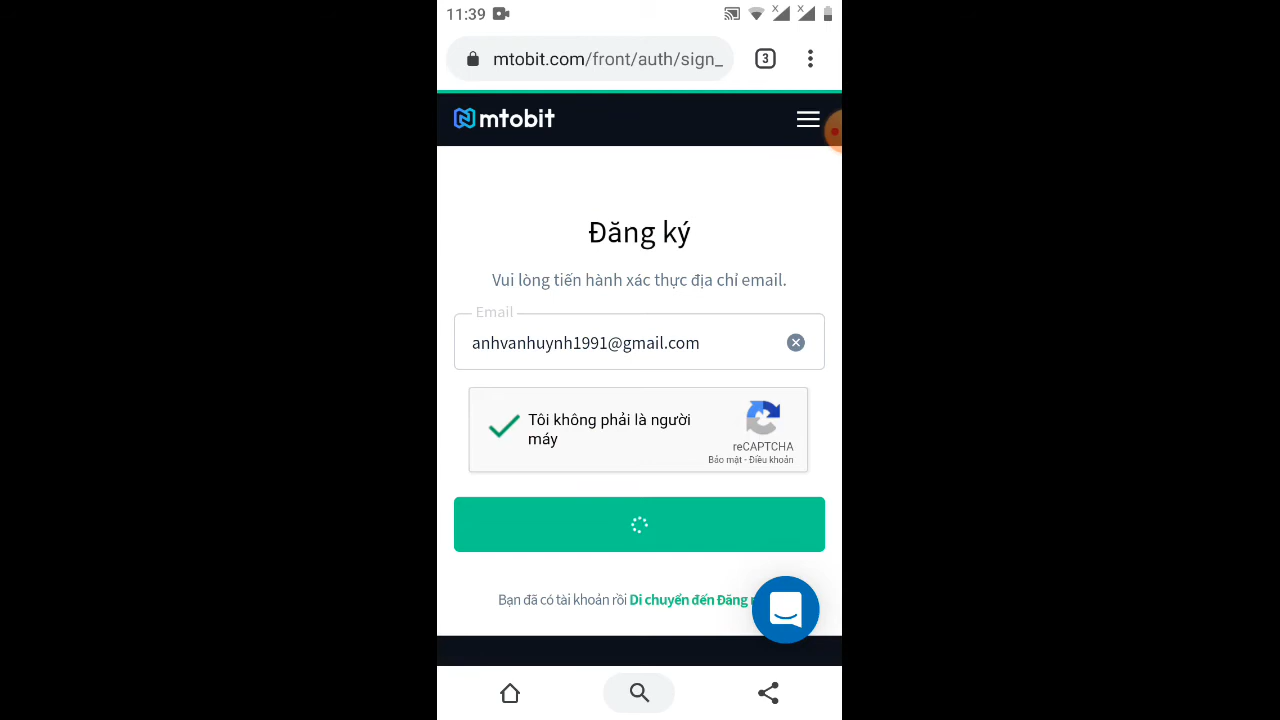 11:39
mtobit.com/front/auth/sign_
3
mtobit
Đăng ký
Vui lòng tiến hành xác thực địa chỉ email.
Email
anhvanhuynh1991@gmail.com
Tôi không phải là người
máy
reCAPTCHA
Bảo mật - Điều khoản
Bạn đã có tài khoản rồi Di chuyển đến Đăng